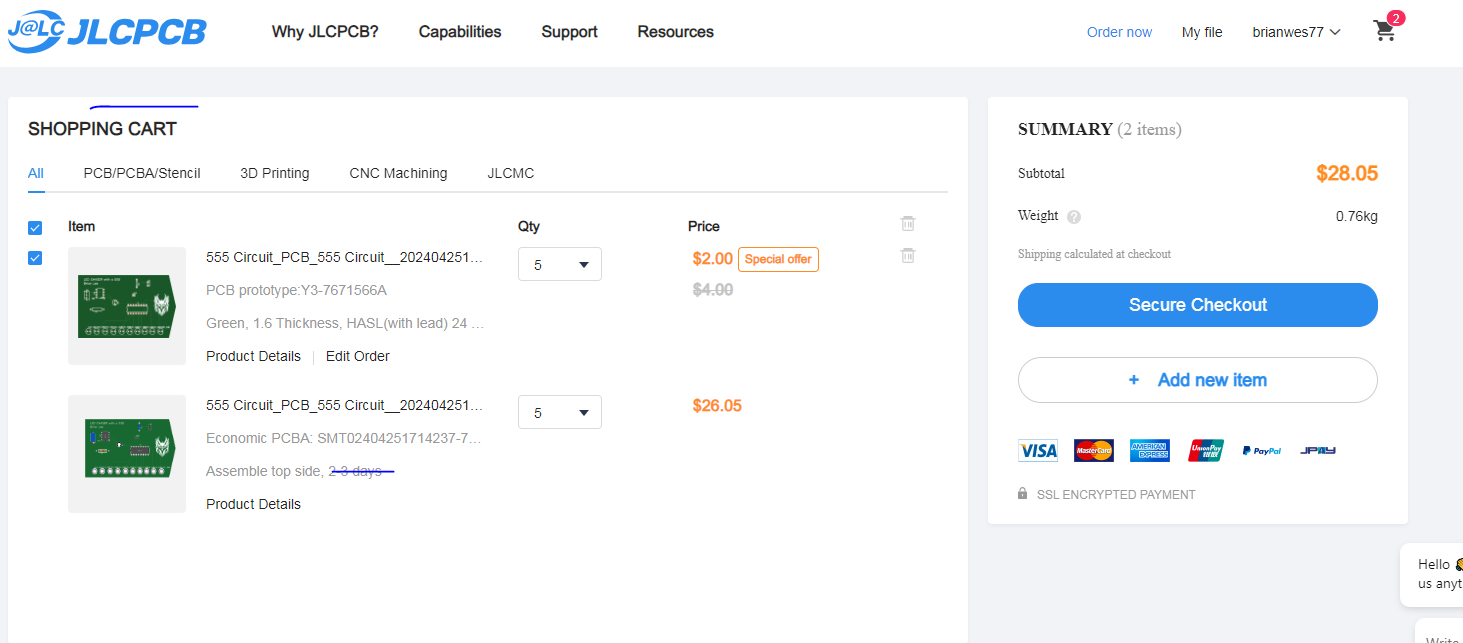 J@LC JLCPCB
Why JLCPCB? Capabilities Support Resources
Order now My file brianwes77 2
SHOPPING CART
All PCB/PCBA/Stencil 3D Printing CNC Machining JLCMC
Item Qty Price
555 Circuit_PCB_555 Circuit__202404251... 5 $2.00 Special offer
PCB prototype:Y3-7671566A $4.00
Green, 1.6 Thickness, HASL(with lead) 24 ...
Product Details Edit Order
555 Circuit_PCB_555 Circuit__202404251... 5 $26.05
Economic PCBA: SMT02404251714237-7...
Assemble top side, 2-3 days
Product Details
SUMMARY (2 items)
Subtotal $28.05
Weight ? 0.76kg
Shipping calculated at checkout
Secure Checkout
+ Add new item
VISA MasterCard AMERICAN EXPRESS UnionPay PayPal JPAY
SSL ENCRYPTED PAYMENT
Hello
us anyt
Write